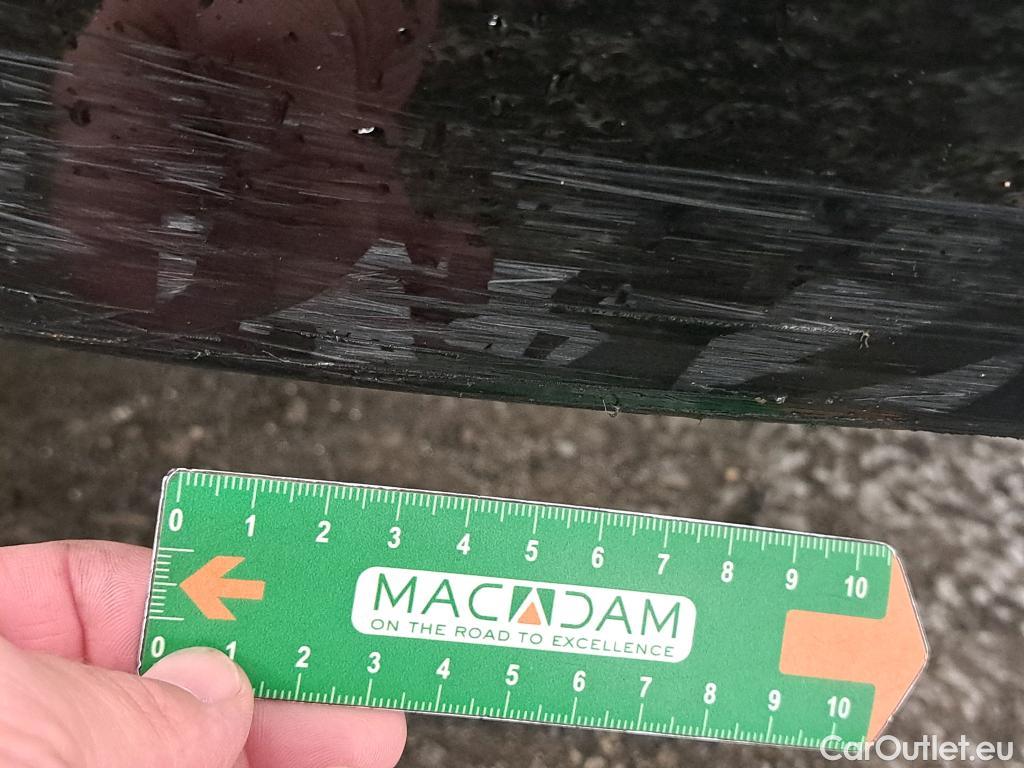 0 1 2 3 4 5 6 7 8 9 10
MACADAM
ON THE ROAD TO EXCELLENCE
0 1 2 3 4 5 6 7 8 9 10
CarOutlet.eu